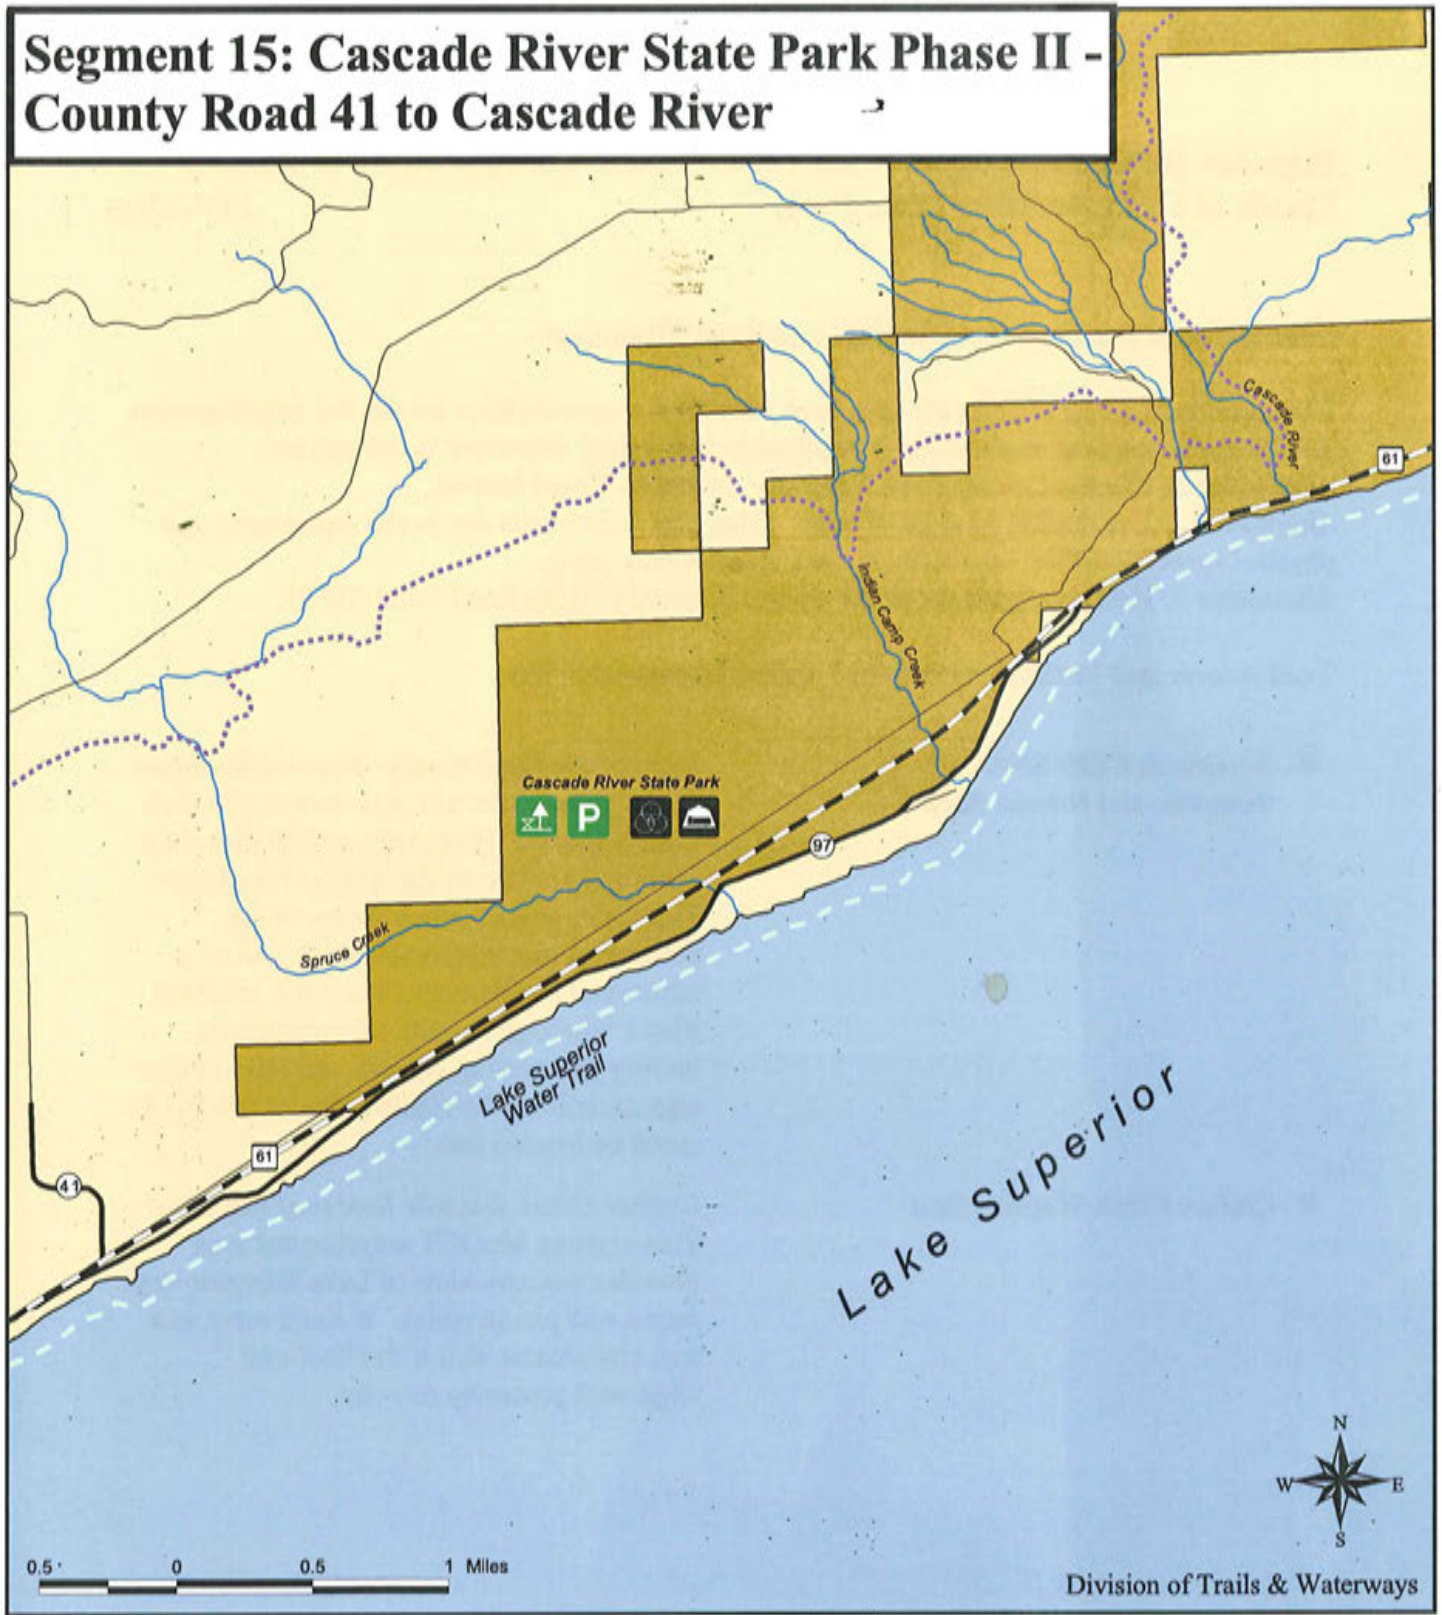 Segment 15: Cascade River State Park Phase II -
County Road 41 to Cascade River
Cascade River
61
Indian Camp Creek
Cascade River State Park
P
97
Spruce Creek
Lake Superior
Water Trail
61
41
Lake Superior
N
W E
S
0.5 0 0.5 1 Miles
Division of Trails & Waterways